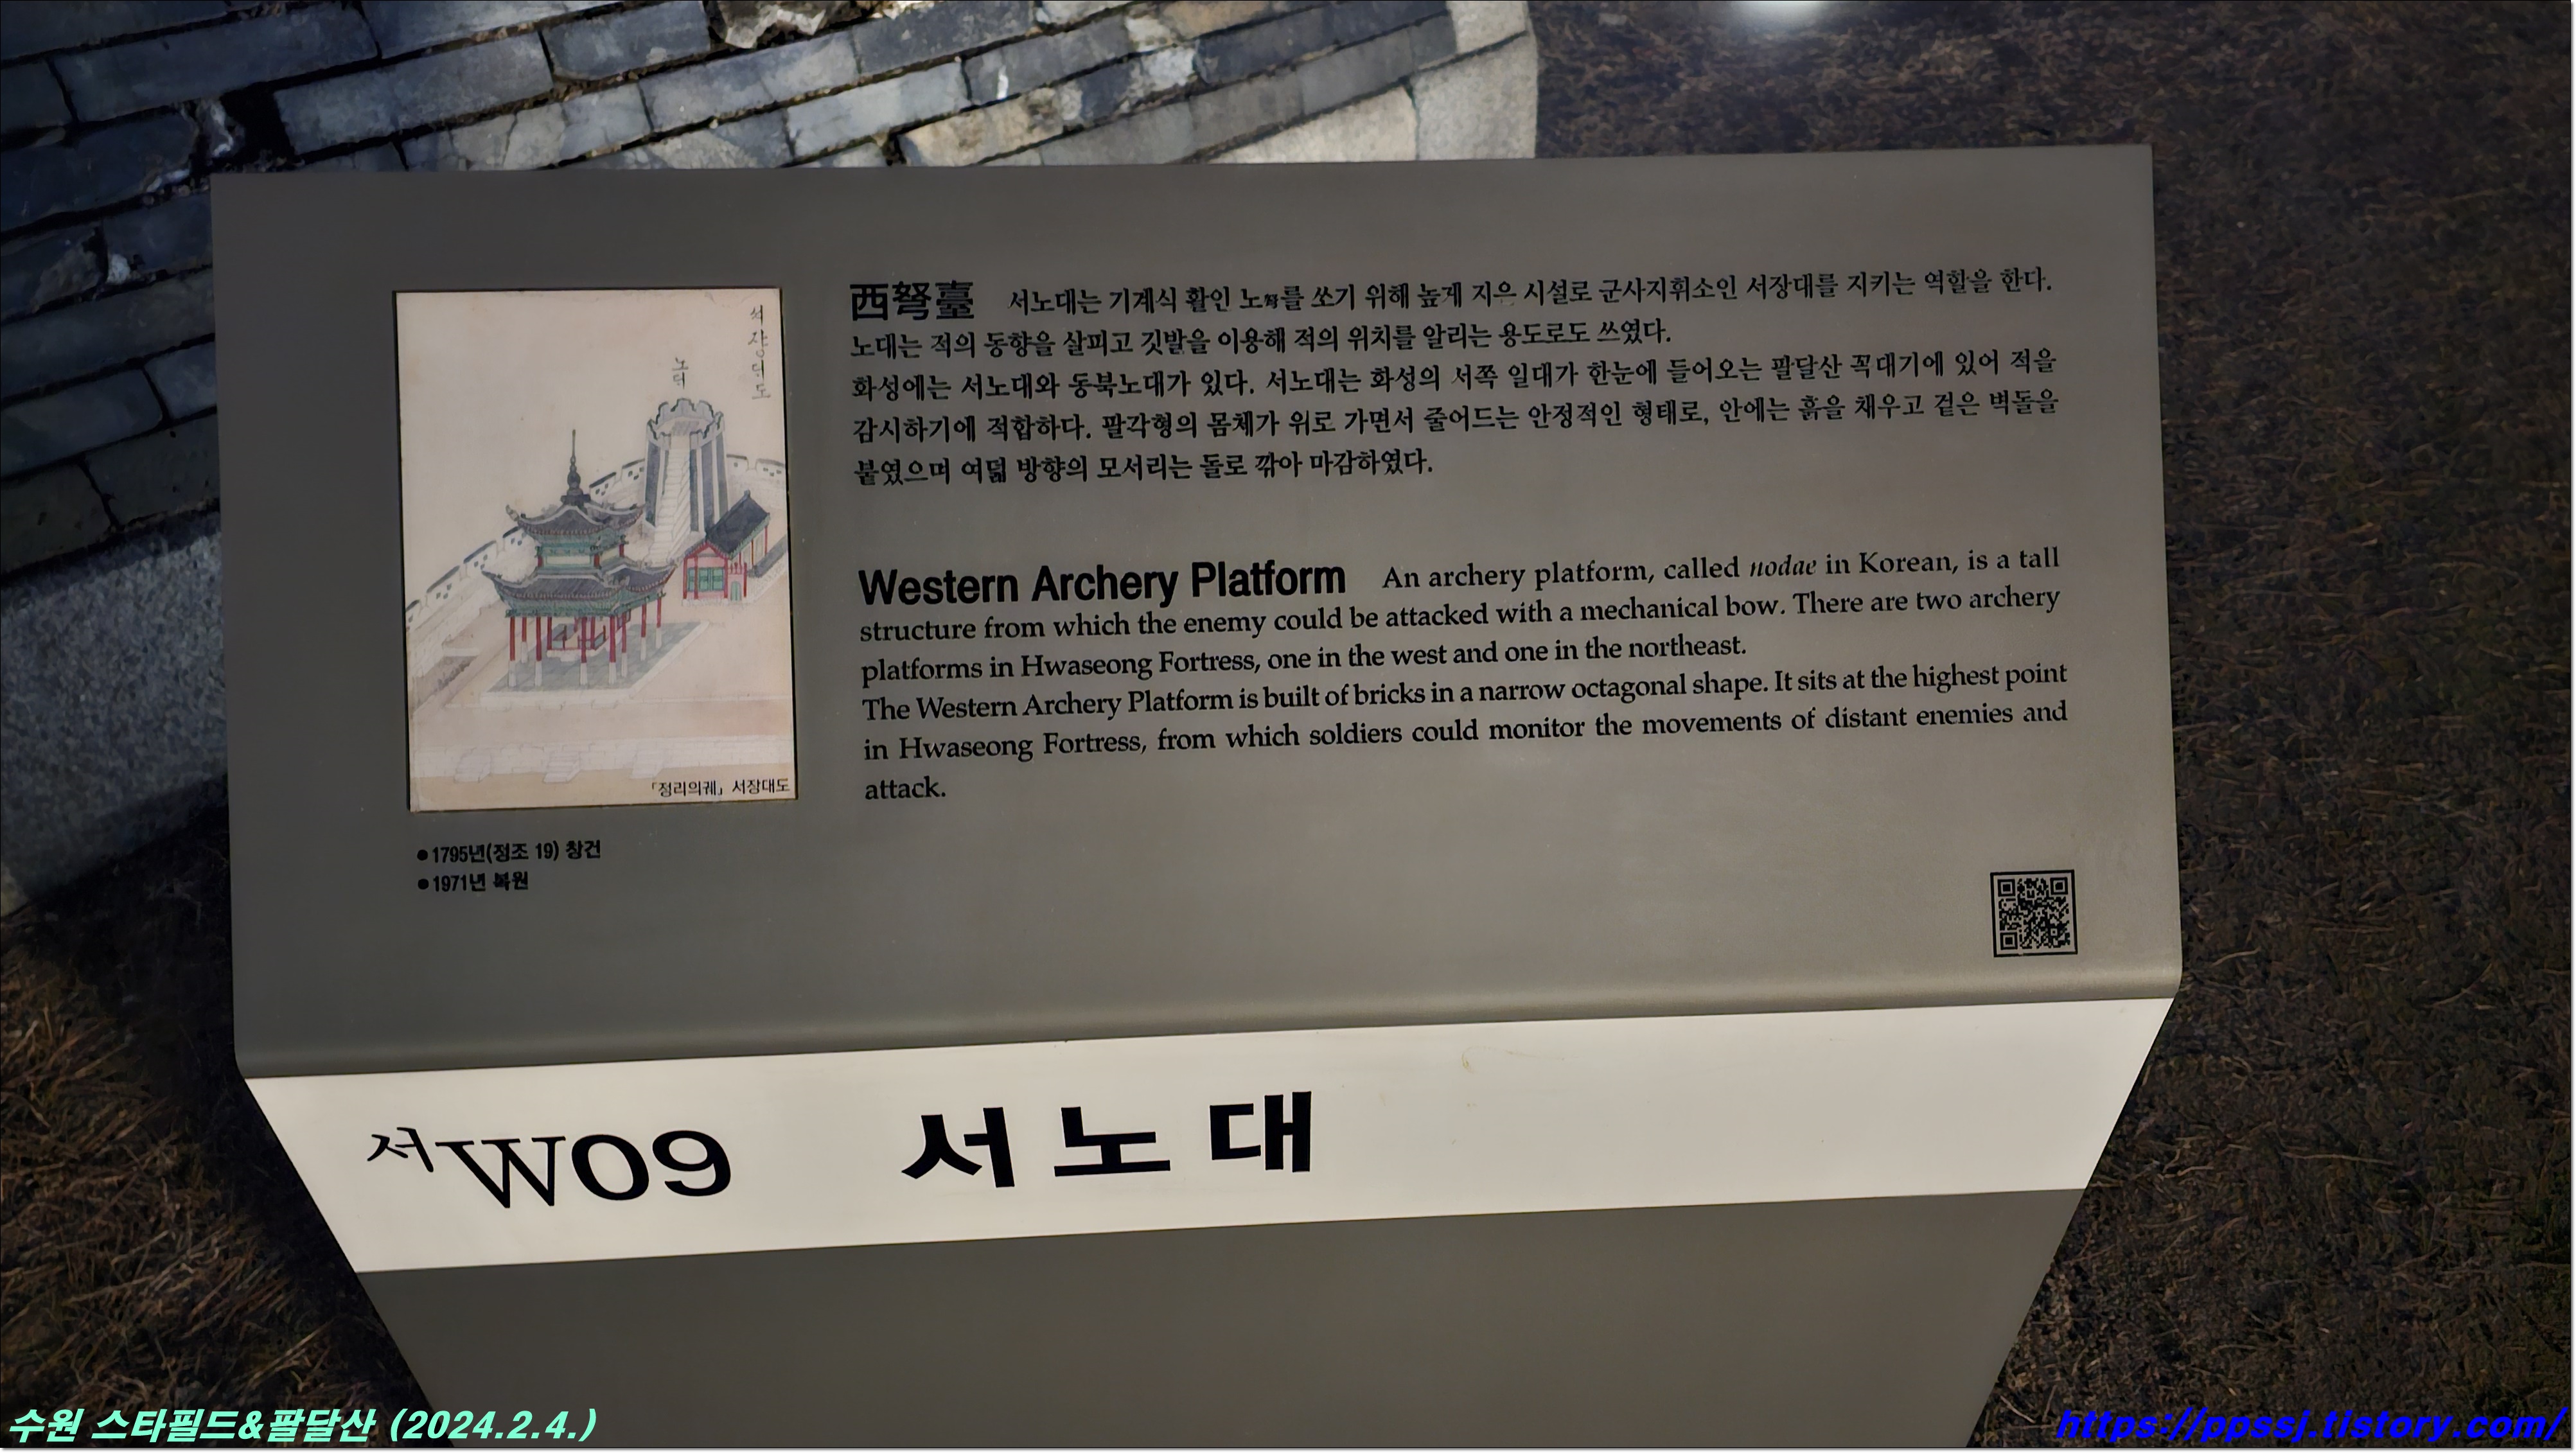 西弩臺 서노대는 기계식 활인 노弩를 쏘기 위해 높게 지은 시설로 군사지휘소인 서장대를 지키는 역할을 한다.
노대는 적의 동향을 살피고 깃발을 이용해 적의 위치를 알리는 용도로도 쓰였다.
화성에는 서노대와 동북노대가 있다. 서노대는 화성의 서쪽 일대가 한눈에 들어오는 팔달산 꼭대기에 있어 적을
감시하기에 적합하다. 팔각형의 몸체가 위로 가면서 줄어드는 안정적인 형태로, 안에는 흙을 채우고 겉은 벽돌을
붙였으며 여덟 방향의 모서리는 돌로 깎아 마감하였다.
Western Archery Platform An archery platform, called nodae in Korean, is a tall
structure from which the enemy could be attacked with a mechanical bow. There are two archery
platforms in Hwaseong Fortress, one in the west and one in the northeast.
The Western Archery Platform is built of bricks in a narrow octagonal shape. It sits at the highest point
in Hwaseong Fortress, from which soldiers could monitor the movements of distant enemies and
attack.
「정리의궤」 서장대도
●1795년(정조 19) 창건
●1971년 복원
서W09 서노대
수원 스타필드&팔달산 (2024.2.4.)
https://ppssj.tistory.com/